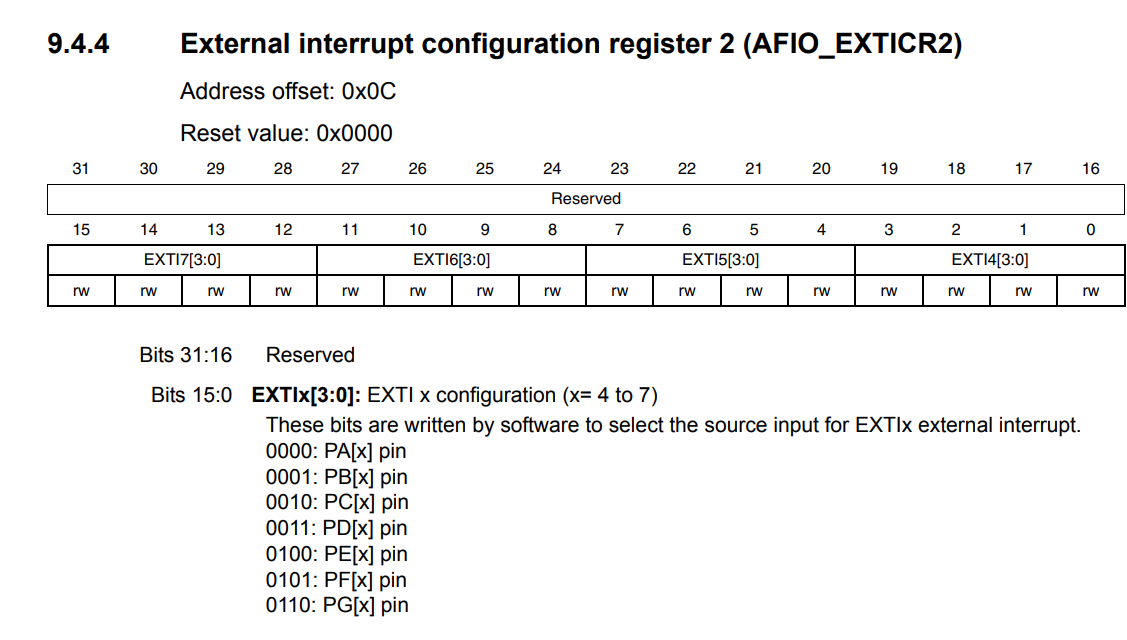 9.4.4 External interrupt configuration register 2 (AFIO_EXTICR2)
Address offset: 0x0C
Reset value: 0x0000
31 30 29 28 27 26 25 24 23 22 21 20 19 18 17 16
Reserved
15 14 13 12 11 10 9 8 7 6 5 4 3 2 1 0
EXTI7[3:0] EXTI6[3:0] EXTI5[3:0] EXTI4[3:0]
rw rw rw rw rw rw rw rw rw rw rw rw rw rw rw rw
Bits 31:16 Reserved
Bits 15:0 EXTIx[3:0]: EXTI x configuration (x= 4 to 7)
These bits are written by software to select the source input for EXTIx external interrupt.
0000: PA[x] pin
0001: PB[x] pin
0010: PC[x] pin
0011: PD[x] pin
0100: PE[x] pin
0101: PF[x] pin
0110: PG[x] pin